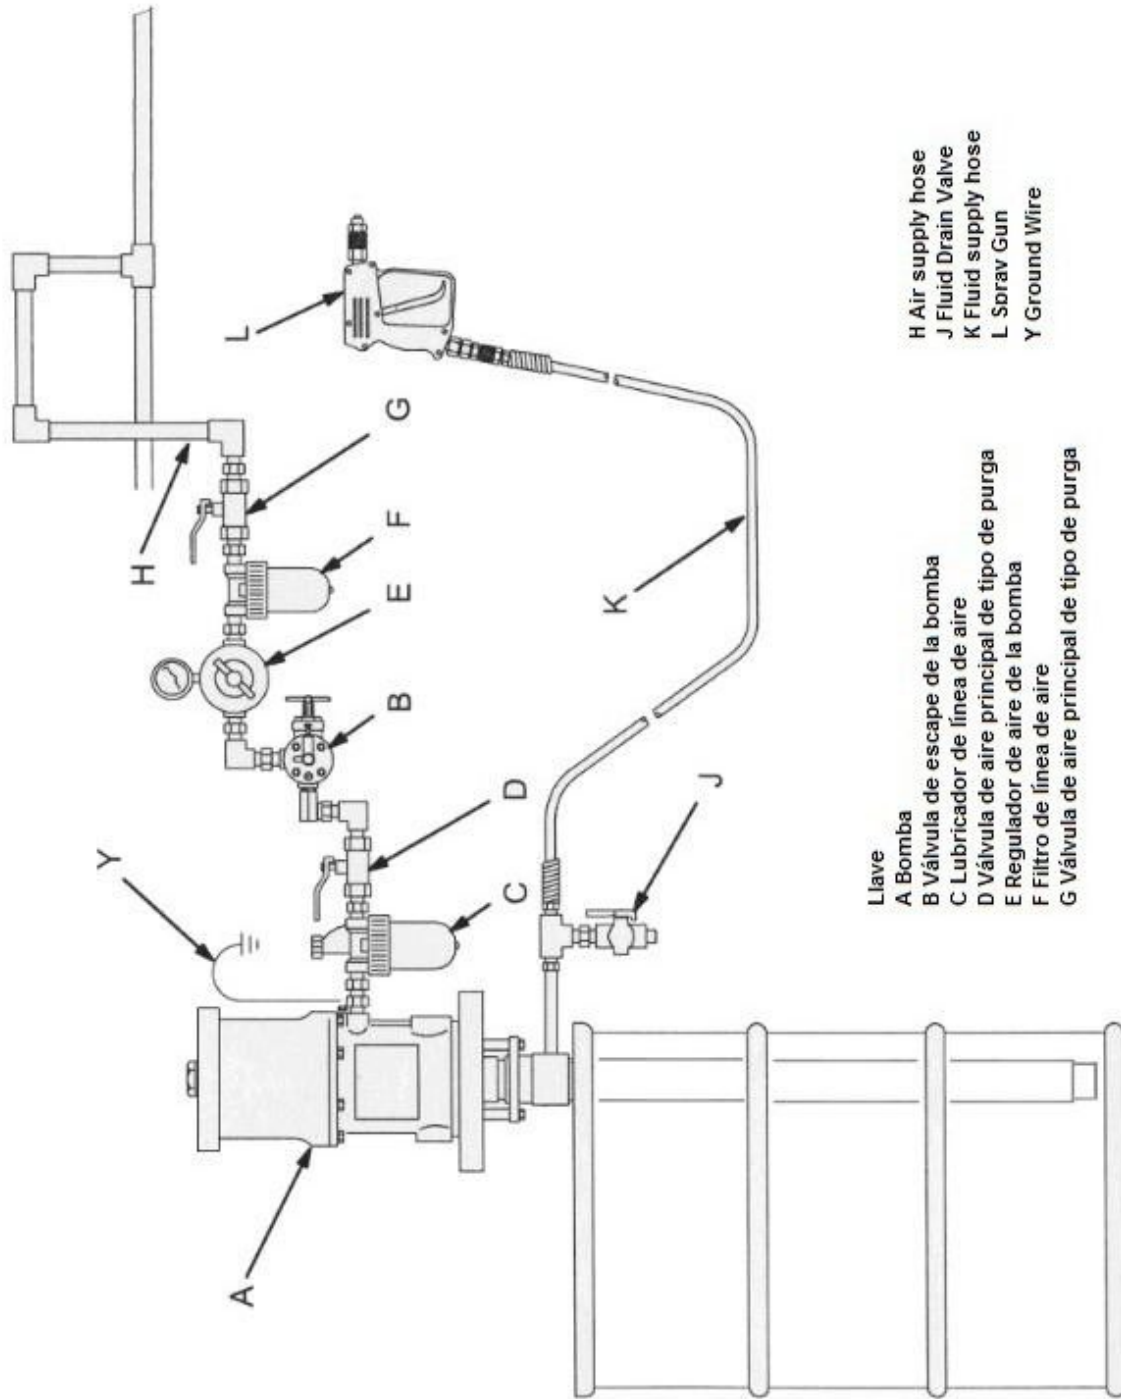 H
G
L
F
E
B
Y
D
C
K
J
A
Llave
A Bomba
B Válvula de escape de la bomba
C Lubricador de línea de aire
D Válvula de aire principal de tipo de purga
E Regulador de aire de la bomba
F Filtro de línea de aire
G Válvula de aire principal de tipo de purga
H Air supply hose
J Fluid Drain Valve
K Fluid supply hose
L Spray Gun
Y Ground Wire